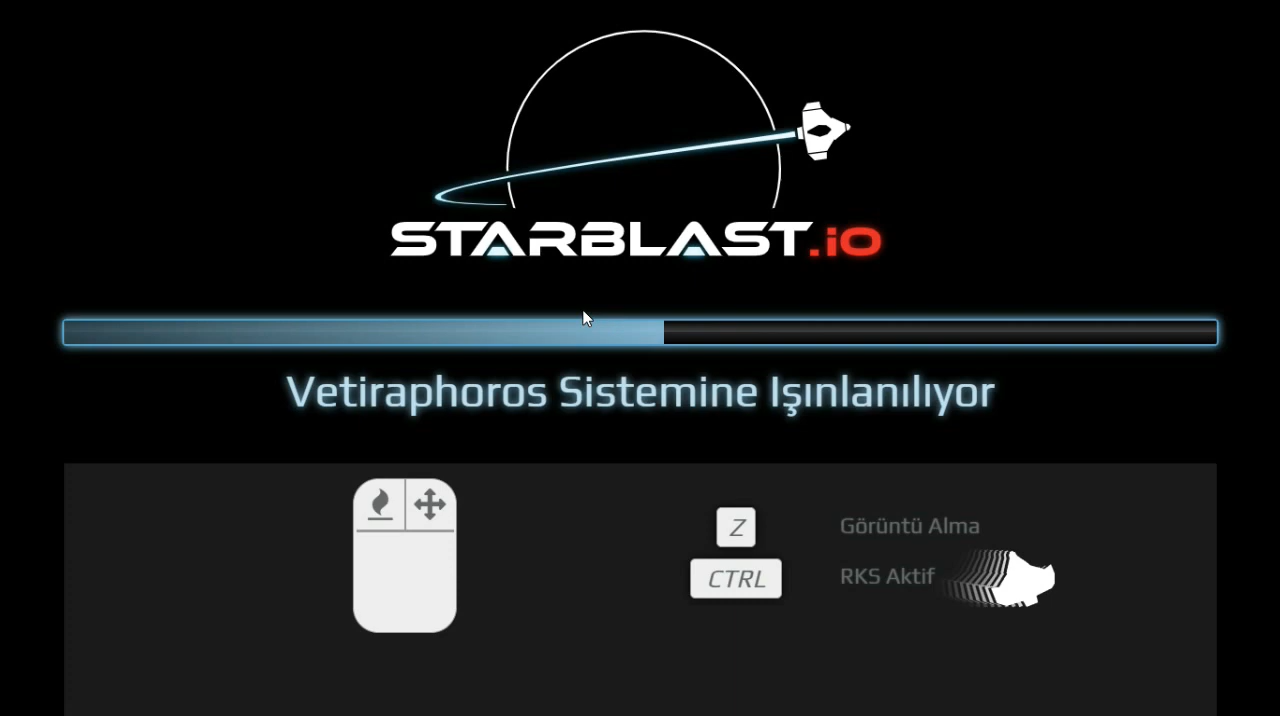 STARBLAST.io
Vetiraphoros Sistemine Işınlanılıyor
Z
Görüntü Alma
CTRL
RKS Aktif